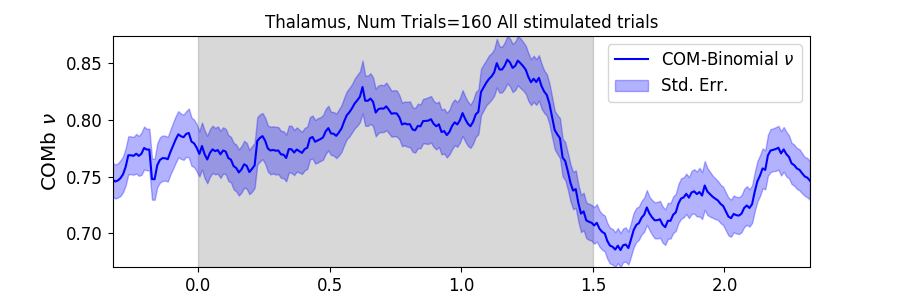 Thalamus, Num Trials=160 All stimulated trials
COMb ν
0.85
0.80
0.75
0.70
COM-Binomial ν
Std. Err.
0.0 0.5 1.0 1.5 2.0